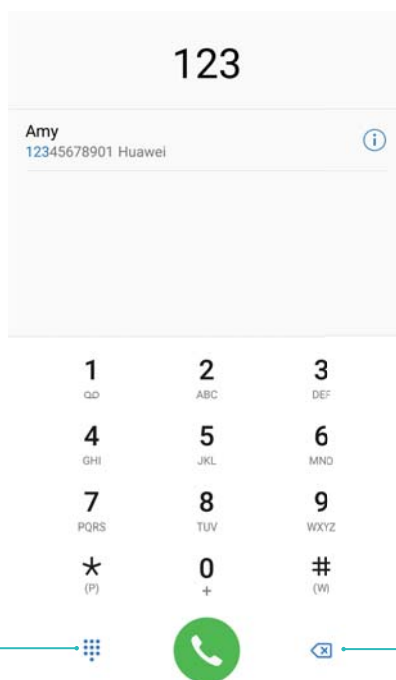 123
Amy
12345678901 Huawei
1 2 3
ABC DEF
4 5 6
GHI JKL MNO
7 8 9
PQRS TUV WXYZ
* 0 #
(P) + (W)